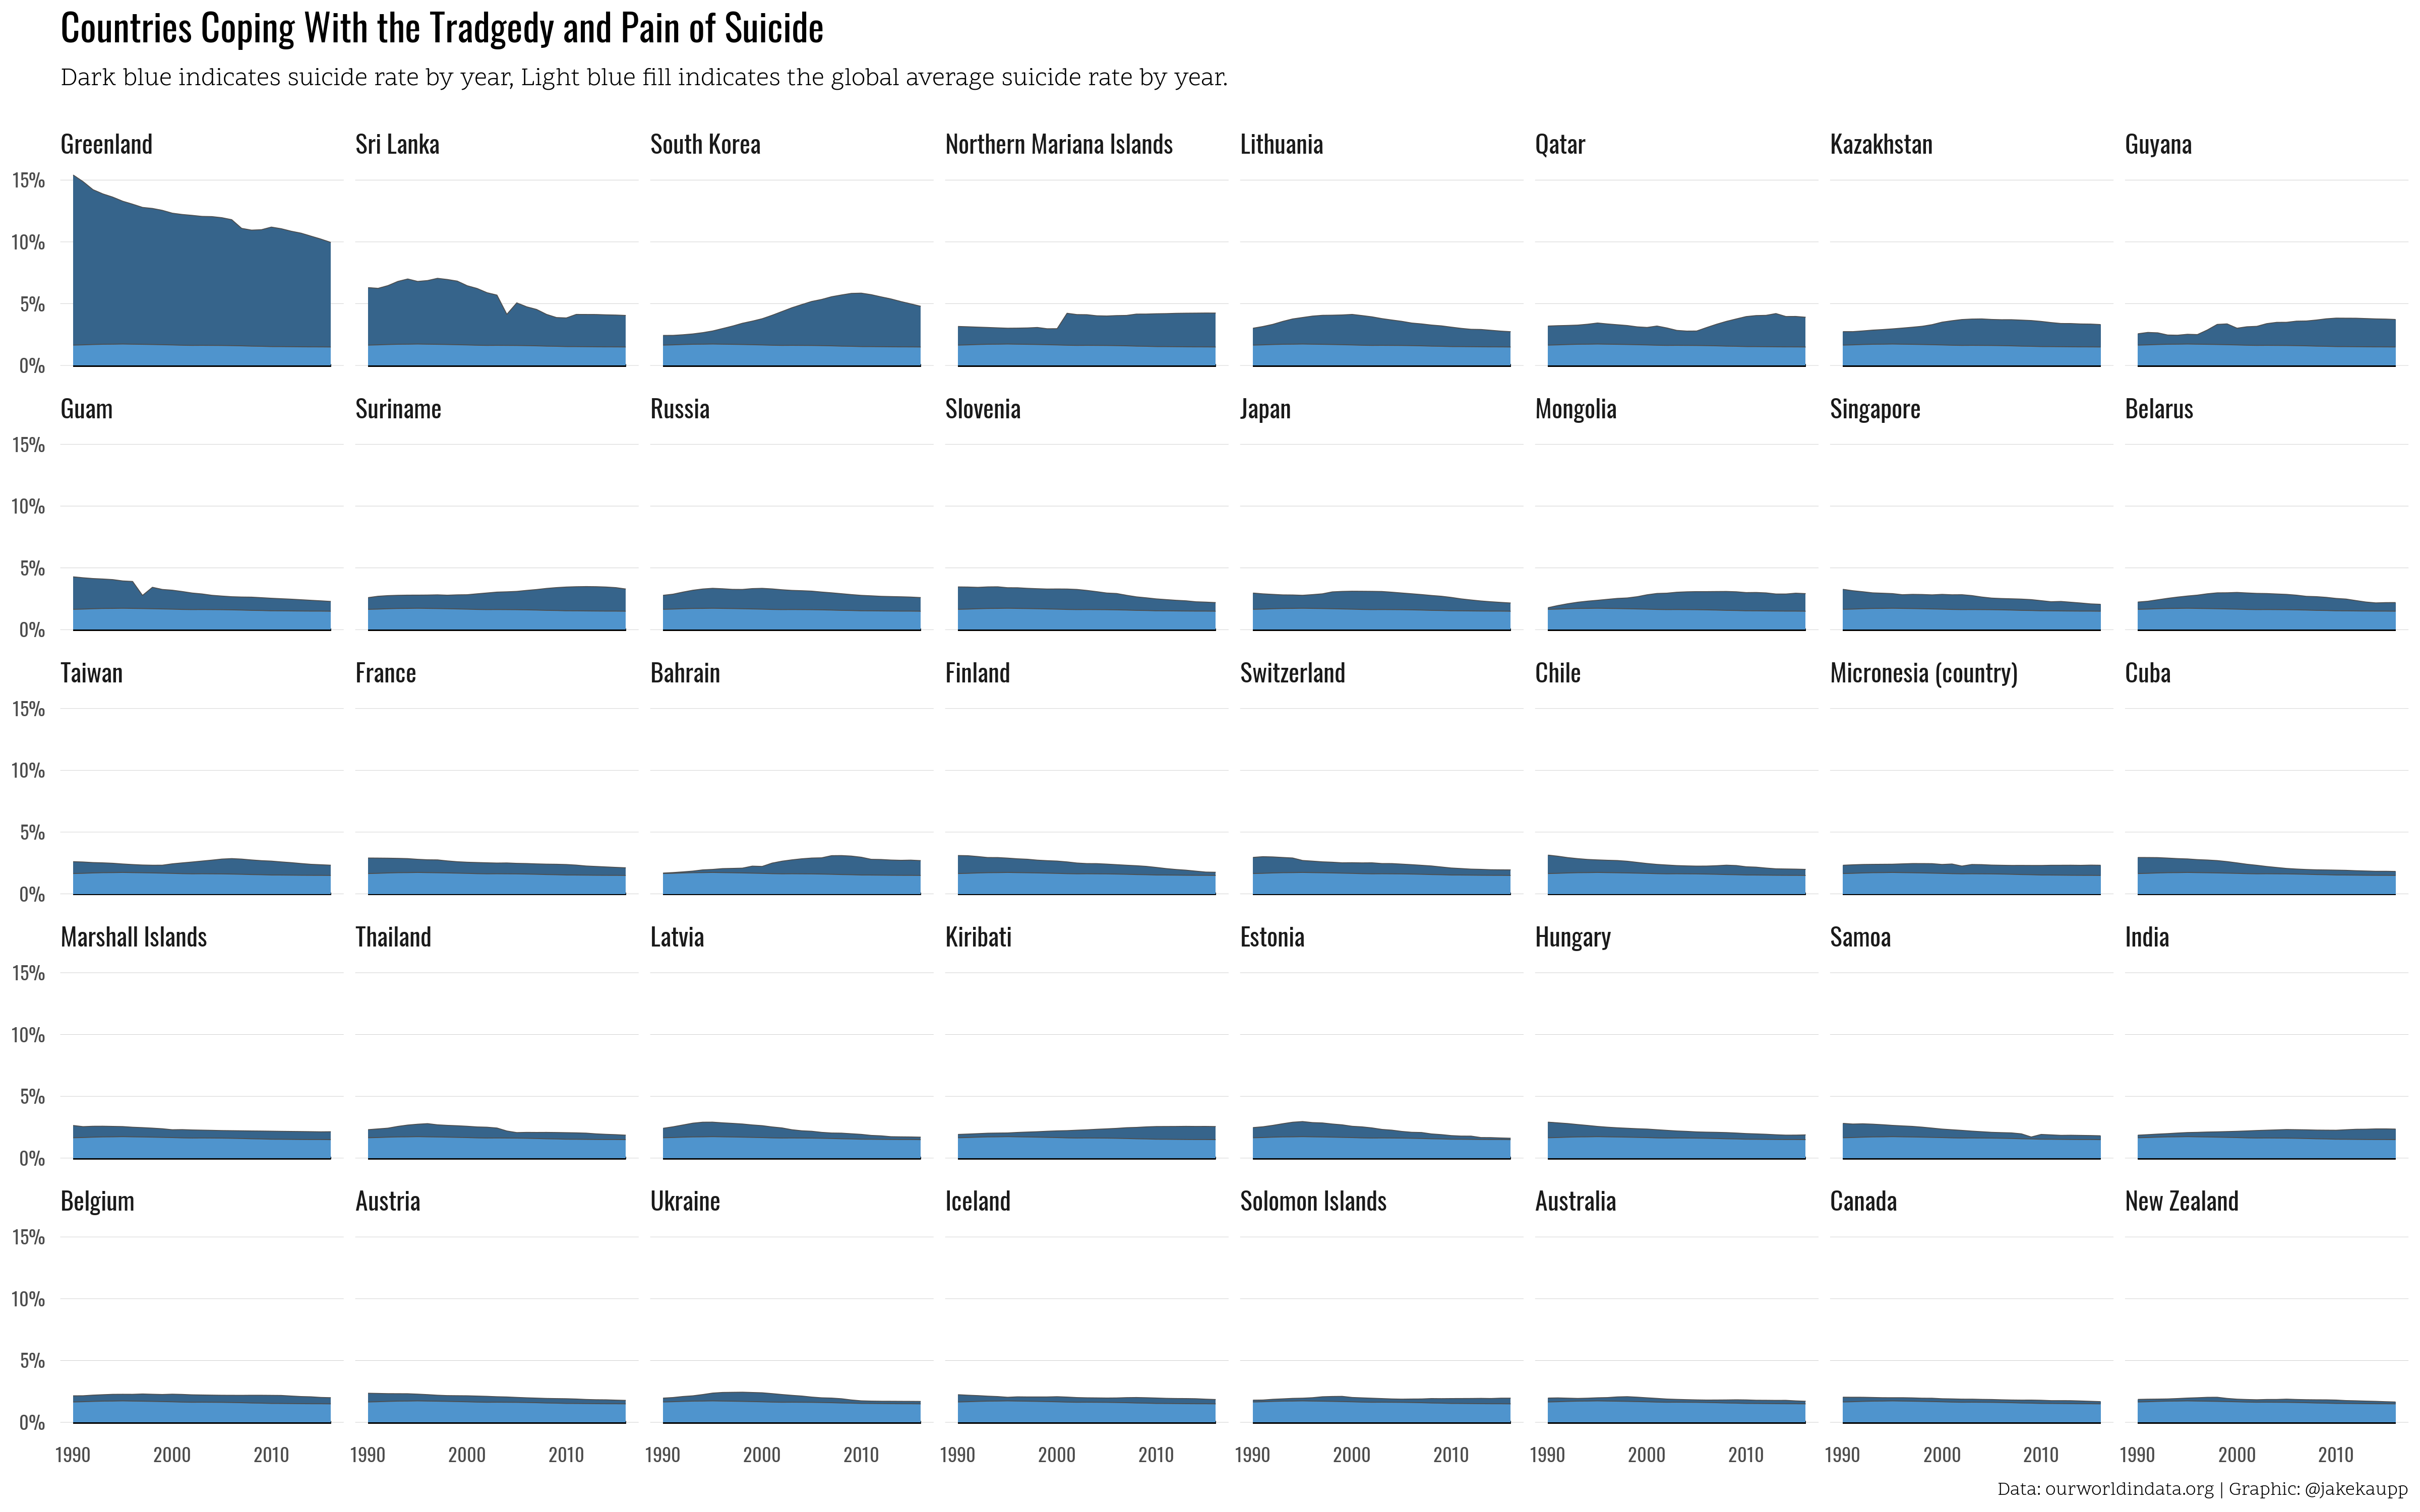 Countries Coping With the Tradgedy and Pain of Suicide
Dark blue indicates suicide rate by year, Light blue fill indicates the global average suicide rate by year.
Greenland Sri Lanka South Korea Northern Mariana Islands Lithuania Qatar Kazakhstan Guyana
15%
10%
5%
0%
Guam Suriname Russia Slovenia Japan Mongolia Singapore Belarus
15%
10%
5%
0%
Taiwan France Bahrain Finland Switzerland Chile Micronesia (country) Cuba
15%
10%
5%
0%
Marshall Islands Thailand Latvia Kiribati Estonia Hungary Samoa India
15%
10%
5%
0%
Belgium Austria Ukraine Iceland Solomon Islands Australia Canada New Zealand
15%
10%
5%
0%
1990 2000 2010 1990 2000 2010 1990 2000 2010 1990 2000 2010 1990 2000 2010 1990 2000 2010 1990 2000 2010 1990 2000 2010
Data: ourworldindata.org | Graphic: @jakekaupp